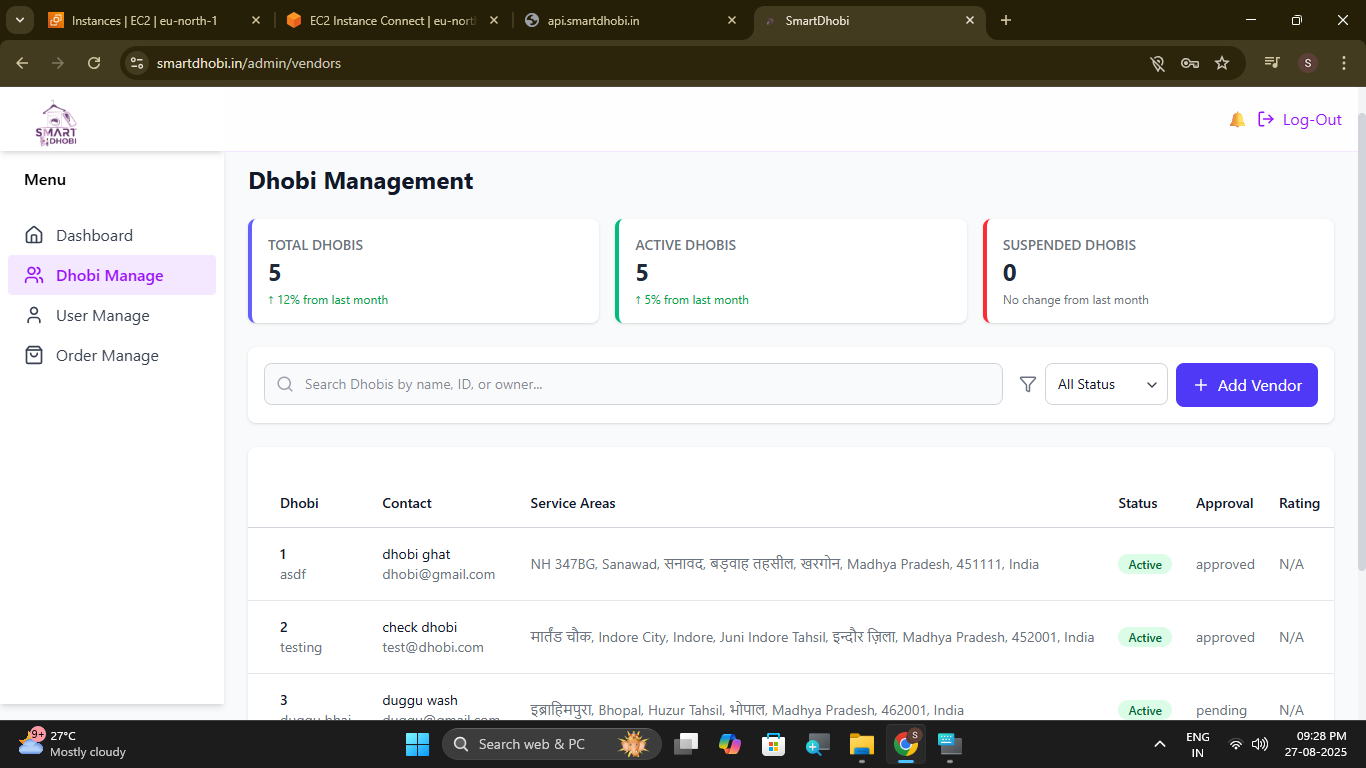 Instances | EC2 | eu-north-1
EC2 Instance Connect | eu-nort
api.smartdhobi.in
SmartDhobi
smartdhobi.in/admin/vendors
S
SMART
DHOBI
Log-Out
Menu
Dashboard
Dhobi Manage
User Manage
Order Manage
Dhobi Management
TOTAL DHOBIS
5
↑ 12% from last month
ACTIVE DHOBIS
5
↑ 5% from last month
SUSPENDED DHOBIS
0
No change from last month
Search Dhobis by name, ID, or owner...
All Status
+ Add Vendor
Dhobi Contact Service Areas Status Approval Rating
1 dhobi ghat
asdf dhobi@gmail.com NH 347BG, Sanawad, सनावद, बड़वाह तहसील, खरगोन, Madhya Pradesh, 451111, India Active approved N/A
2 check dhobi
testing test@dhobi.com मार्तंड चौक, Indore City, Indore, Juni Indore Tahsil, इन्दौर ज़िला, Madhya Pradesh, 452001, India Active approved N/A
3 duggu wash
duggu bhai duggu@gmail.com इब्राहिमपुरा, Bhopal, Huzur Tahsil, भोपाल, Madhya Pradesh, 462001, India Active pending N/A
9+
27°C
Mostly cloudy
Search web & PC
S
ENG
IN
09:28 PM
27-08-2025